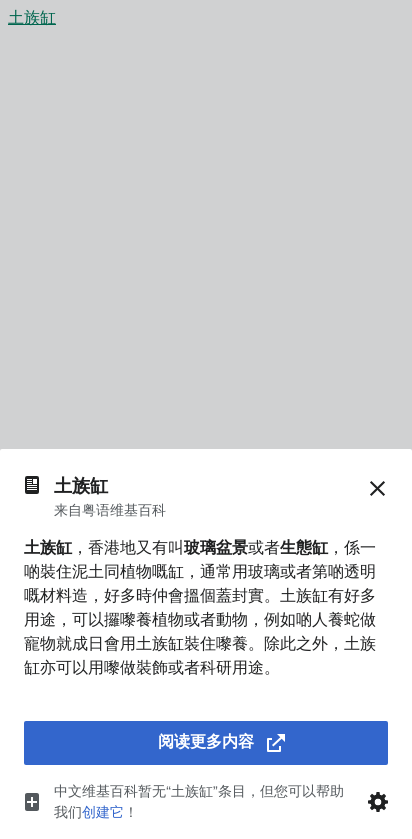 土族缸
土族缸
来自粤语维基百科
土族缸，香港地又有叫玻璃盆景或者生態缸，係一
啲裝住泥土同植物嘅缸，通常用玻璃或者第啲透明
嘅材料造，好多時仲會搵個蓋封實。土族缸有好多
用途，可以攞嚟養植物或者動物，例如啲人養蛇做
寵物就成日會用土族缸裝住嚟養。除此之外，土族
缸亦可以用嚟做裝飾或者科研用途。
阅读更多内容
中文维基百科暂无“土族缸”条目，但您可以帮助
我们创建它！